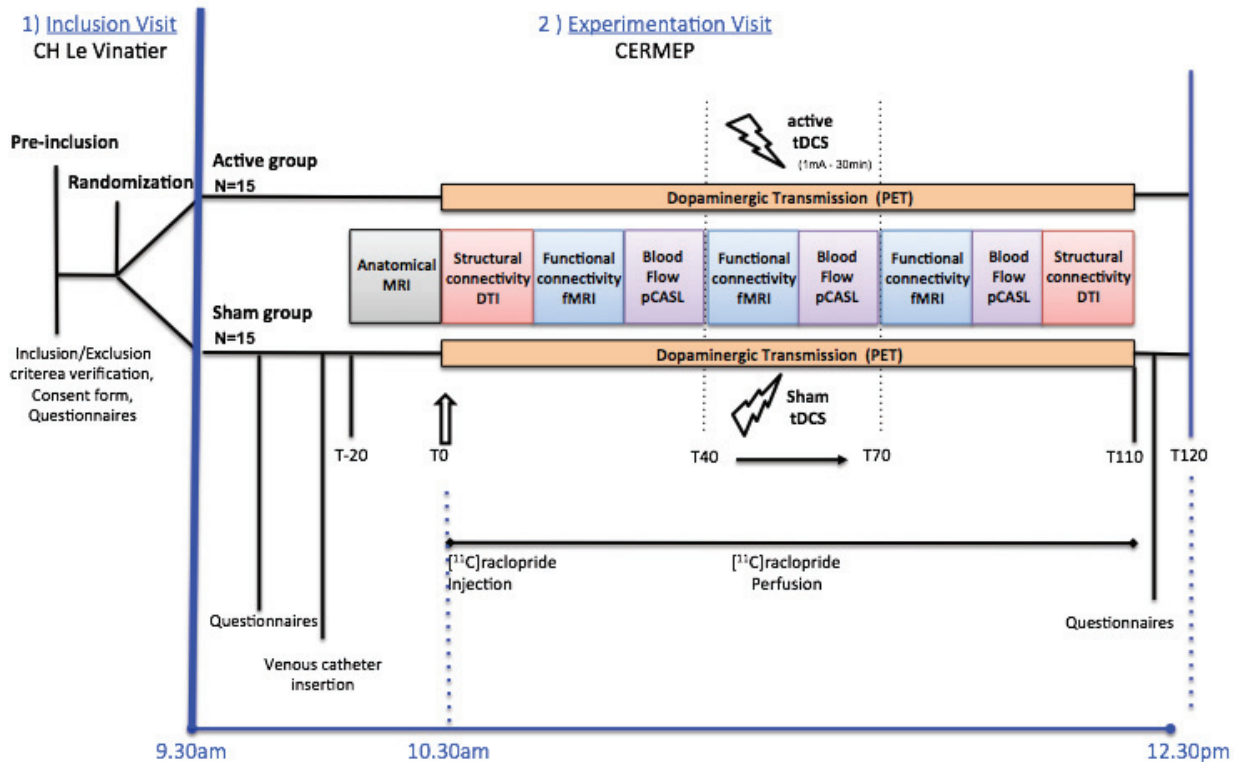 1) Inclusion Visit
CH Le Vinatier
2 ) Experimentation Visit
CERMEP
Pre-inclusion
Randomization
Active group
N=15
active
tDCS
(1mA - 30min)
Dopaminergic Transmission (PET)
Anatomical
MRI
Structural
connectivity
DTI
Functional
connectivity
fMRI
Blood
Flow
pCASL
Functional
connectivity
fMRI
Blood
Flow
pCASL
Functional
connectivity
fMRI
Blood
Flow
pCASL
Structural
connectivity
DTI
Sham group
N=15
Dopaminergic Transmission (PET)
Inclusion/Exclusion
criterea verification,
Consent form,
Questionnaires
Sham
tDCS
T-20
T0
T40
T70
T110
T120
[¹¹C]raclopride
Injection
[¹¹C]raclopride
Perfusion
Questionnaires
Venous catheter
insertion
Questionnaires
9.30am
10.30am
12.30pm